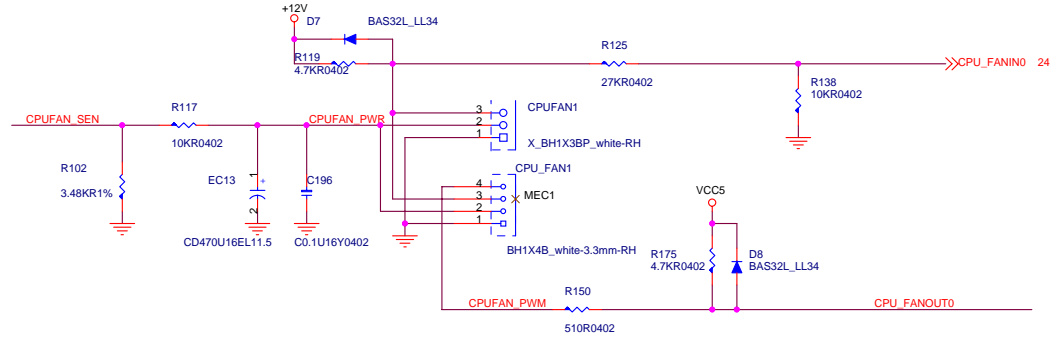 +12V
D7
BAS32L_LL34
R119
4.7KR0402
R125
27KR0402
CPU_FANIN0 24
R138
10KR0402
CPUFAN_SEN
R117
10KR0402
CPUFAN_PWR
3
2
1
CPUFAN1
X_BH1X3BP_white-RH
R102
3.48KR1%
EC13
1
+
2
CD470U16EL11.5
C196
C0.1U16Y0402
CPU_FAN1
4
3
2
1
MEC1
BH1X4B_white-3.3mm-RH
VCC5
R175
4.7KR0402
D8
BAS32L_LL34
CPUFAN_PWM
R150
510R0402
CPU_FANOUT0